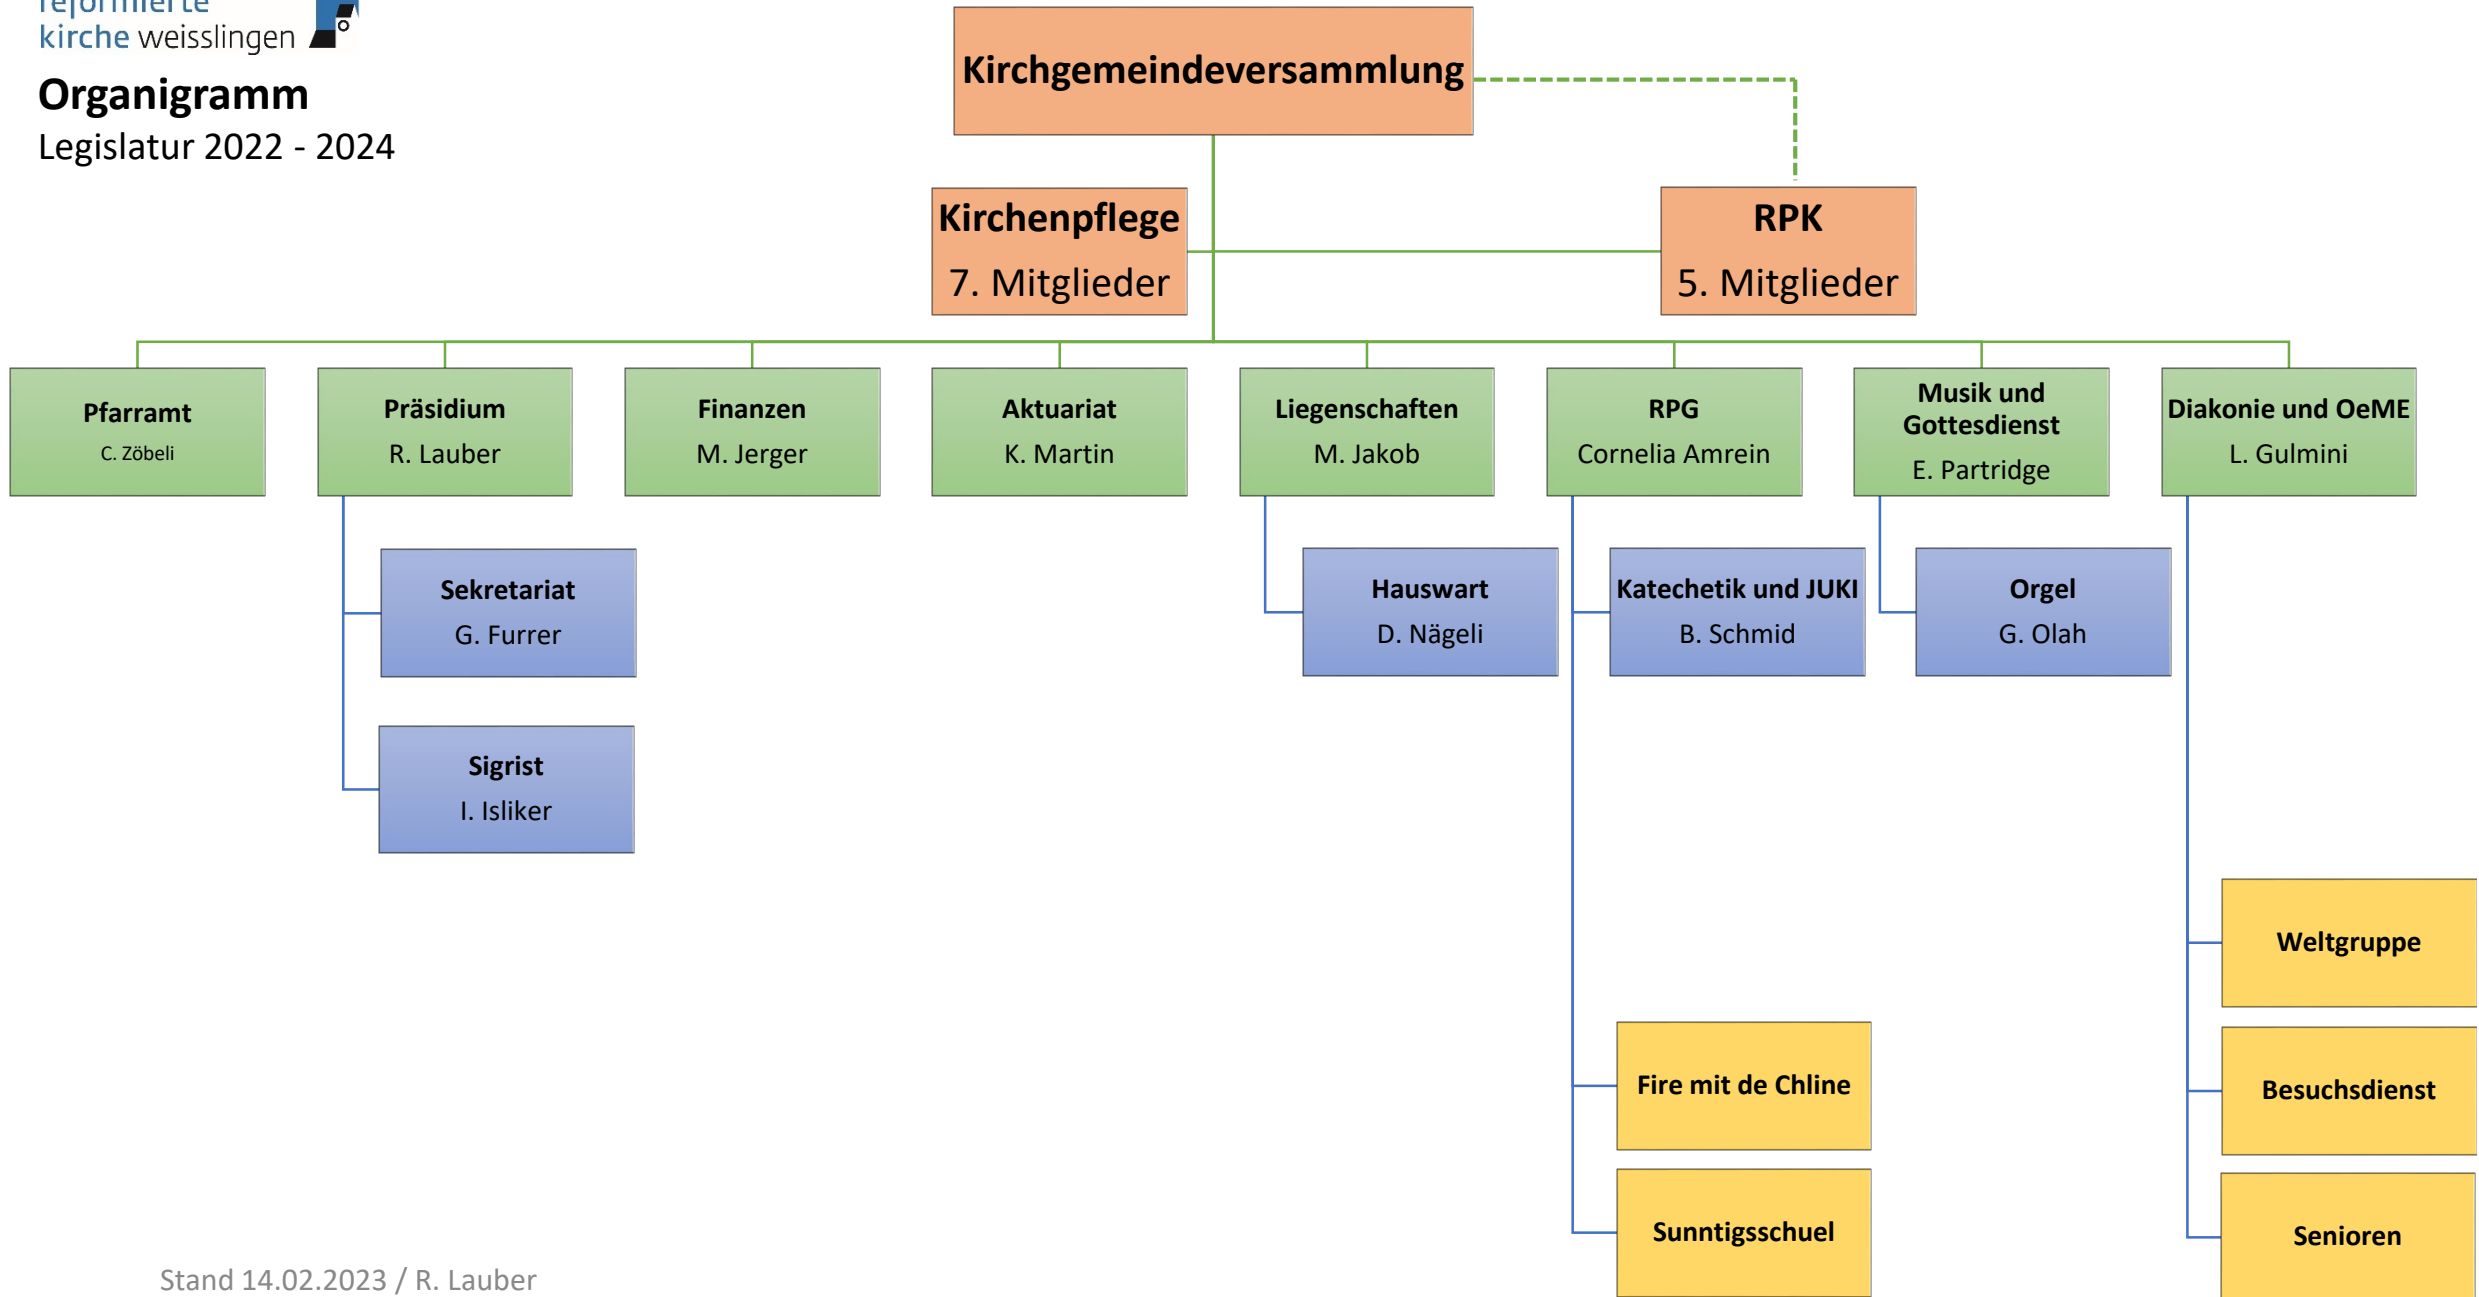 reformierte
kirche weisslingen
Organigramm
Legislatur 2022 - 2024
Kirchgemeindeversammlung
Kirchenpflege
7. Mitglieder
RPK
5. Mitglieder
Pfarramt
C. Zöbeli
Präsidium
R. Lauber
Finanzen
M. Jerger
Aktuariat
K. Martin
Liegenschaften
M. Jakob
RPG
Cornelia Amrein
Musik und
Gottesdienst
E. Partridge
Diakonie und OeME
L. Gulmini
Sekretariat
G. Furrer
Hauswart
D. Nägeli
Katechetik und JUKI
B. Schmid
Orgel
G. Olah
Sigrist
I. Isliker
Weltgruppe
Fire mit de Chline
Besuchsdienst
Sunntigsschuel
Senioren
Stand 14.02.2023 / R. Lauber